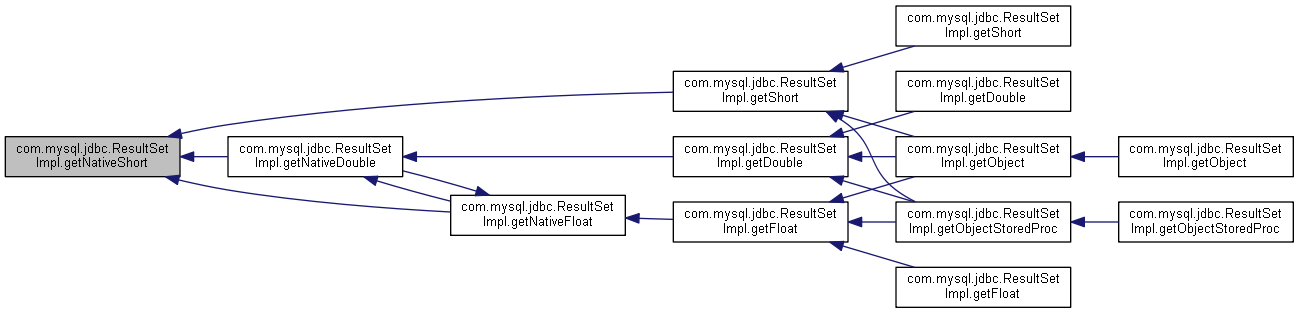 com.mysql.jdbc.ResultSet
Impl.getNativeShort
com.mysql.jdbc.ResultSet
Impl.getNativeDouble
com.mysql.jdbc.ResultSet
Impl.getNativeFloat
com.mysql.jdbc.ResultSet
Impl.getShort
com.mysql.jdbc.ResultSet
Impl.getDouble
com.mysql.jdbc.ResultSet
Impl.getFloat
com.mysql.jdbc.ResultSet
Impl.getShort
com.mysql.jdbc.ResultSet
Impl.getDouble
com.mysql.jdbc.ResultSet
Impl.getObject
com.mysql.jdbc.ResultSet
Impl.getObjectStoredProc
com.mysql.jdbc.ResultSet
Impl.getFloat
com.mysql.jdbc.ResultSet
Impl.getObject
com.mysql.jdbc.ResultSet
Impl.getObjectStoredProc